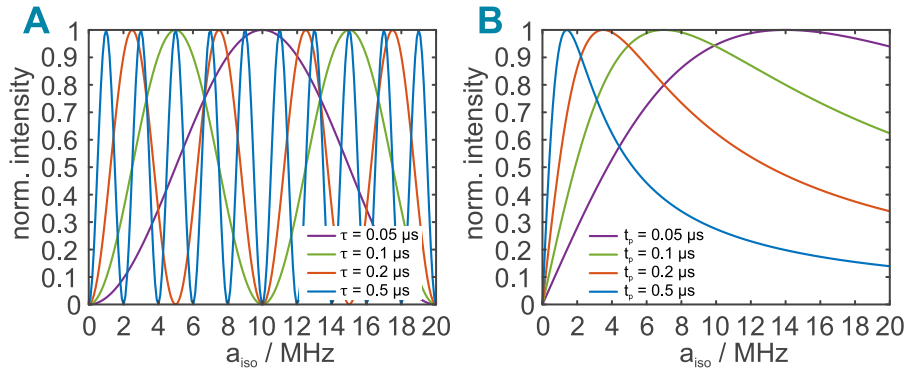 A
norm. intensity
1
0.9
0.8
0.7
0.6
0.5
0.4
0.3
0.2
0.1
0
τ = 0.05 µs
τ = 0.1 µs
τ = 0.2 µs
τ = 0.5 µs
0 2 4 6 8 10 12 14 16 18 20
a_iso / MHz
B
norm. intensity
1
0.9
0.8
0.7
0.6
0.5
0.4
0.3
0.2
0.1
0
t_p = 0.05 µs
t_p = 0.1 µs
t_p = 0.2 µs
t_p = 0.5 µs
0 2 4 6 8 10 12 14 16 18 20
a_iso / MHz